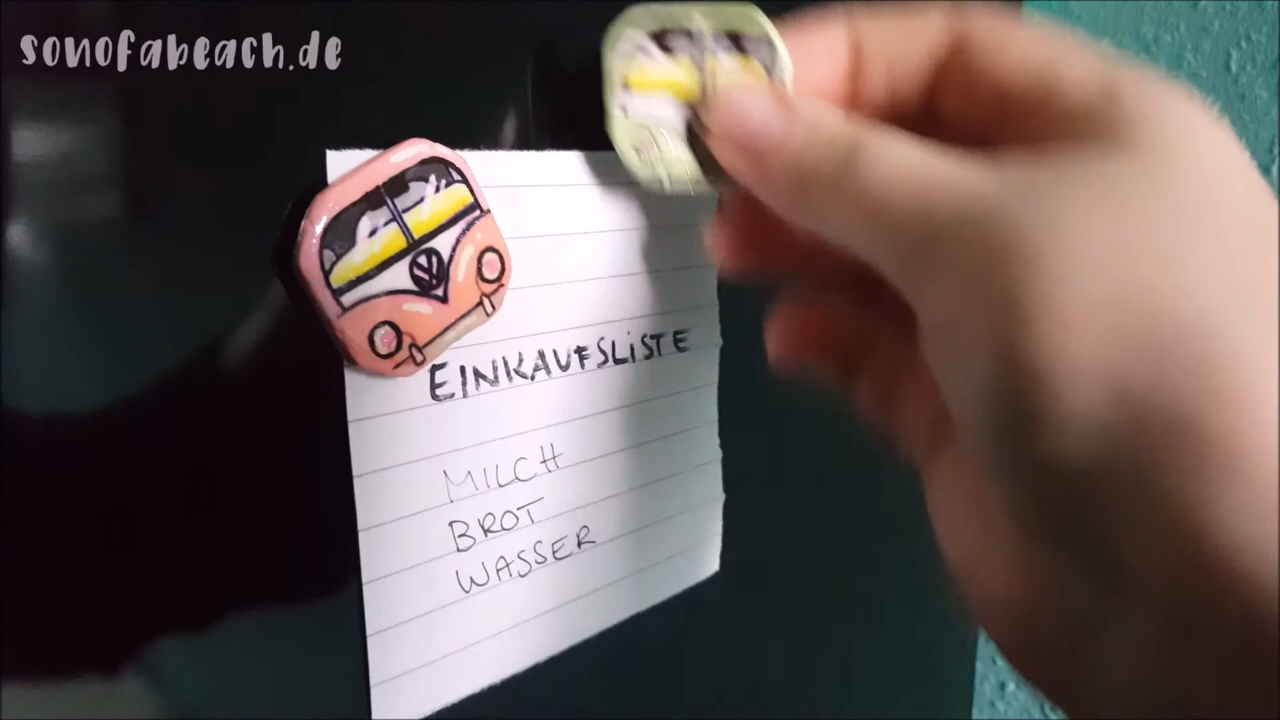 sonofabeach.de
EINKAUFSLISTE
MILCH
BROT
WASSER